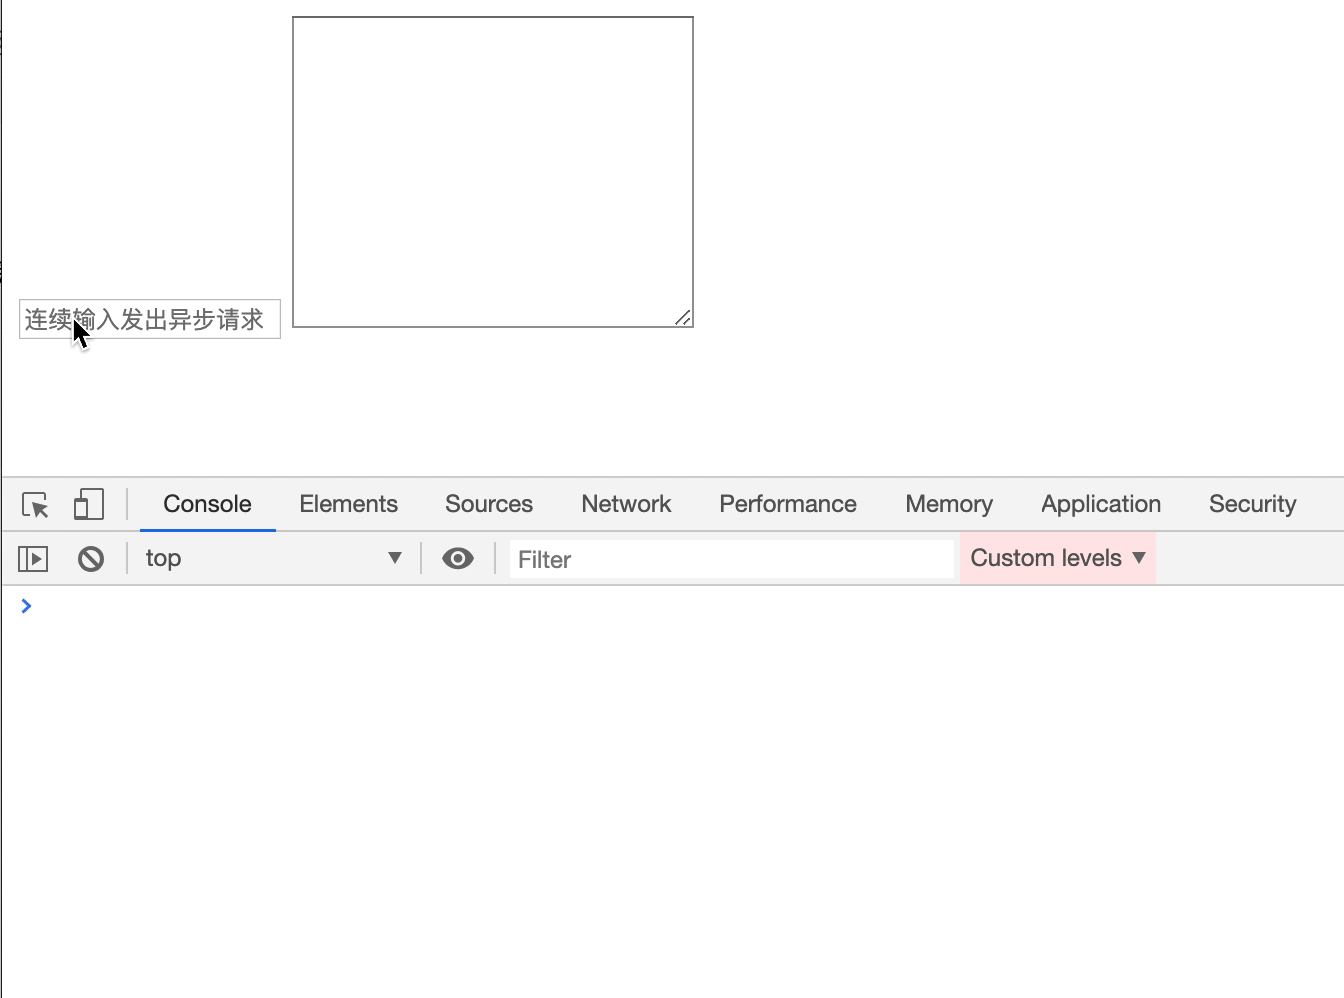 连续输入发出异步请求
Console Elements Sources Network Performance Memory Application Security
top Filter Custom levels